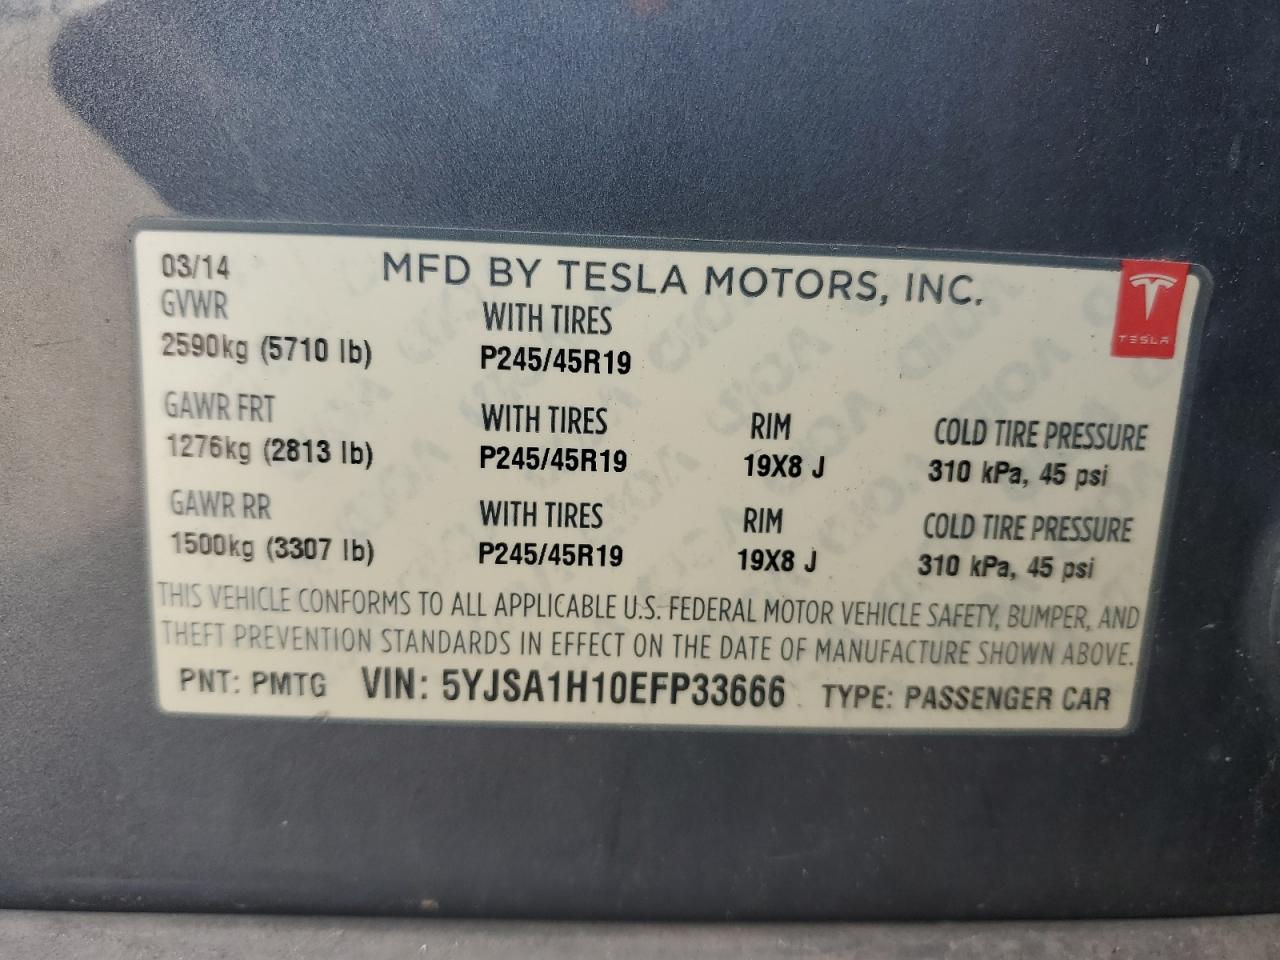 03/14 MFD BY TESLA MOTORS, INC.
TESLA
GVWR WITH TIRES
2590kg (5710 lb) P245/45R19
GAWR FRT WITH TIRES RIM COLD TIRE PRESSURE
1276kg (2813 lb) P245/45R19 19X8 J 310 kPa, 45 psi
GAWR RR WITH TIRES RIM COLD TIRE PRESSURE
1500kg (3307 lb) P245/45R19 19X8 J 310 kPa, 45 psi
THIS VEHICLE CONFORMS TO ALL APPLICABLE U.S. FEDERAL MOTOR VEHICLE SAFETY, BUMPER, AND
THEFT PREVENTION STANDARDS IN EFFECT ON THE DATE OF MANUFACTURE SHOWN ABOVE.
PNT: PMTG VIN: 5YJSA1H10EFP33666 TYPE: PASSENGER CAR